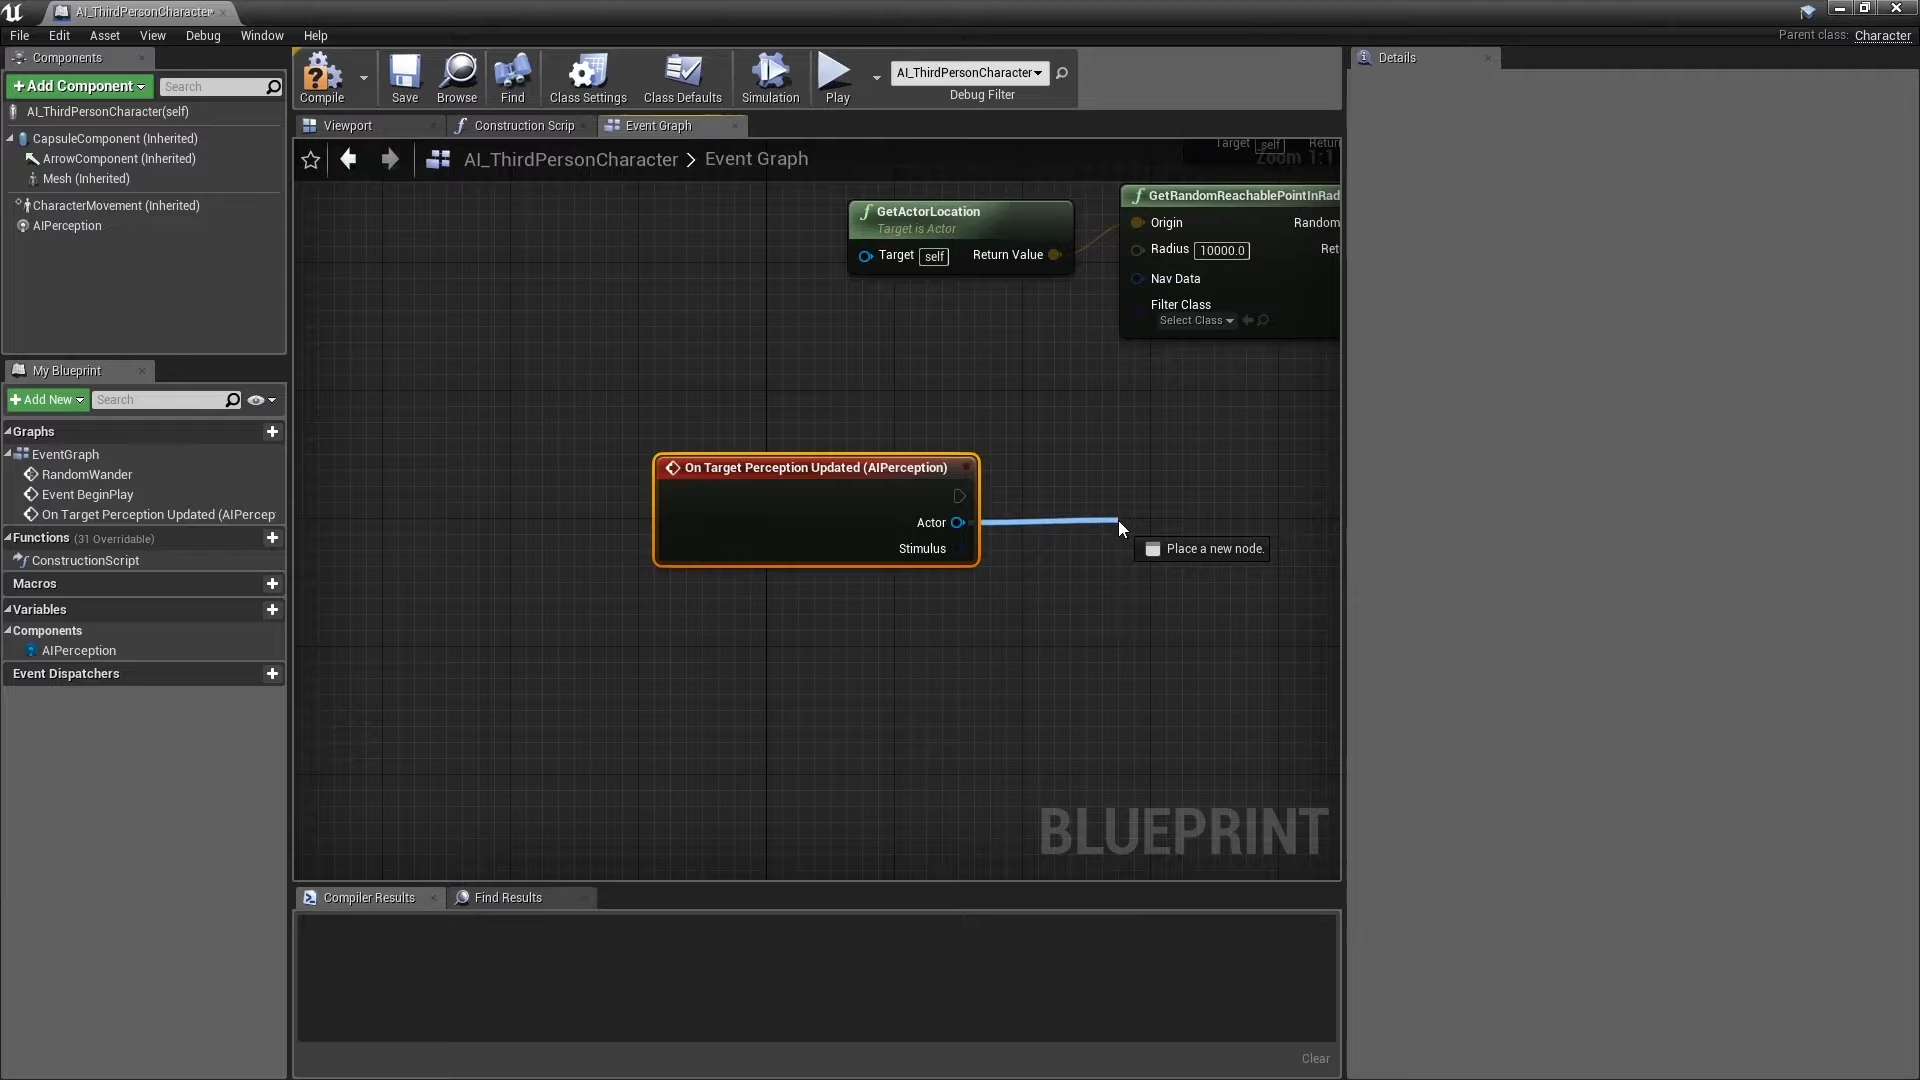 AI_ThirdPersonCharacter*
File Edit Asset View Debug Window Help
Parent class: Character
Components
+Add Component
Search
AI_ThirdPersonCharacter(self)
CapsuleComponent (Inherited)
ArrowComponent (Inherited)
Mesh (Inherited)
CharacterMovement (Inherited)
AIPerception
My Blueprint
+Add New
Search
Graphs
EventGraph
RandomWander
Event BeginPlay
On Target Perception Updated (AIPercep
Functions (31 Overridable)
ConstructionScript
Macros
Variables
Components
AIPerception
Event Dispatchers
Compile
Save
Browse
Find
Class Settings
Class Defaults
Simulation
Play
AI_ThirdPersonCharacter
Debug Filter
Viewport
Construction Scrip
Event Graph
AI_ThirdPersonCharacter > Event Graph
Target self Return
Zoom 1:1
GetActorLocation
Target is Actor
Target self Return Value
GetRandomReachablePointInRad
Origin Random
Radius 10000.0 Ret
Nav Data
Filter Class
Select Class
On Target Perception Updated (AIPerception)
Actor
Stimulus
Place a new node.
BLUEPRINT
Compiler Results
Find Results
Clear
Details